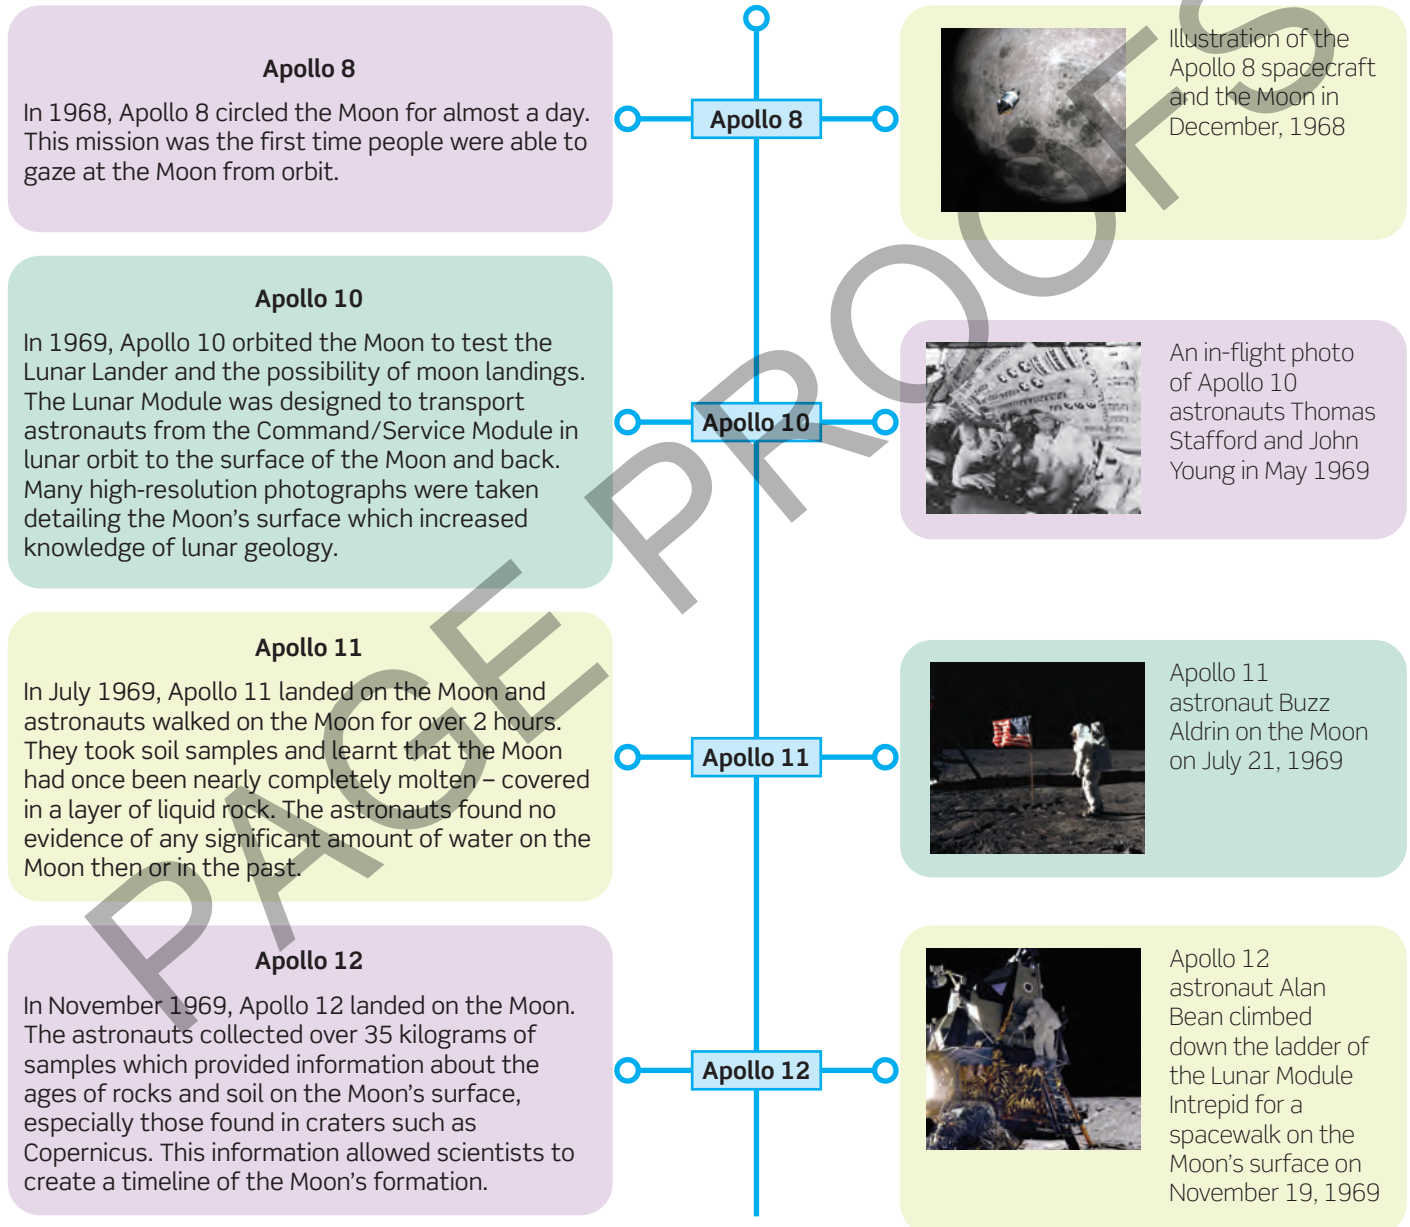 Apollo 8
In 1968, Apollo 8 circled the Moon for almost a day.
This mission was the first time people were able to
gaze at the Moon from orbit.
Apollo 8
Illustration of the
Apollo 8 spacecraft
and the Moon in
December, 1968
Apollo 10
In 1969, Apollo 10 orbited the Moon to test the
Lunar Lander and the possibility of moon landings.
The Lunar Module was designed to transport
astronauts from the Command/Service Module in
lunar orbit to the surface of the Moon and back.
Many high-resolution photographs were taken
detailing the Moon’s surface which increased
knowledge of lunar geology.
Apollo 10
An in-flight photo
of Apollo 10
astronauts Thomas
Stafford and John
Young in May 1969
Apollo 11
In July 1969, Apollo 11 landed on the Moon and
astronauts walked on the Moon for over 2 hours.
They took soil samples and learnt that the Moon
had once been nearly completely molten – covered
in a layer of liquid rock. The astronauts found no
evidence of any significant amount of water on the
Moon then or in the past.
Apollo 11
Apollo 11
astronaut Buzz
Aldrin on the Moon
on July 21, 1969
Apollo 12
In November 1969, Apollo 12 landed on the Moon.
The astronauts collected over 35 kilograms of
samples which provided information about the
ages of rocks and soil on the Moon’s surface,
especially those found in craters such as
Copernicus. This information allowed scientists to
create a timeline of the Moon’s formation.
Apollo 12
Apollo 12
astronaut Alan
Bean climbed
down the ladder of
the Lunar Module
Intrepid for a
spacewalk on the
Moon’s surface on
November 19, 1969
PAGE PROOFS